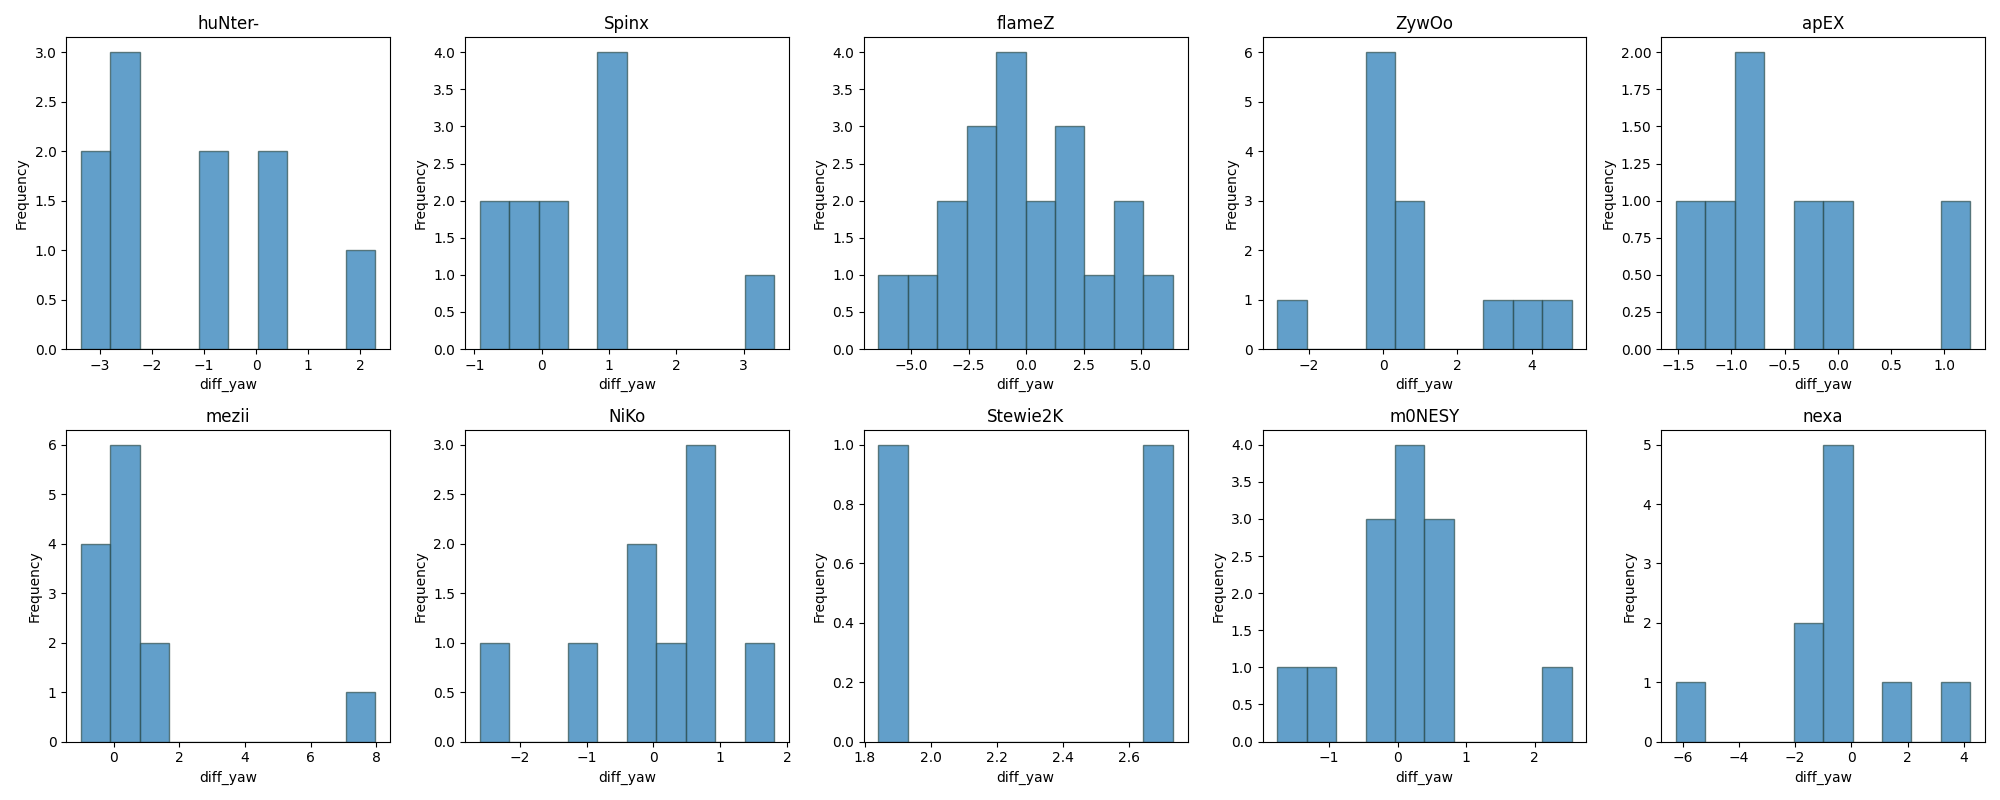 huNter-
Frequency
3.0
2.5
2.0
1.5
1.0
0.5
0.0
−3 −2 −1 0 1 2
diff_yaw
Spinx
Frequency
4.0
3.5
3.0
2.5
2.0
1.5
1.0
0.5
0.0
−1 0 1 2 3
diff_yaw
flameZ
Frequency
4.0
3.5
3.0
2.5
2.0
1.5
1.0
0.5
0.0
−5.0 −2.5 0.0 2.5 5.0
diff_yaw
ZywOo
Frequency
6
5
4
3
2
1
0
−2 0 2 4
diff_yaw
apEX
Frequency
2.00
1.75
1.50
1.25
1.00
0.75
0.50
0.25
0.00
−1.5 −1.0 −0.5 0.0 0.5 1.0
diff_yaw
mezii
Frequency
6
5
4
3
2
1
0
0 2 4 6 8
diff_yaw
NiKo
Frequency
3.0
2.5
2.0
1.5
1.0
0.5
0.0
−2 −1 0 1 2
diff_yaw
Stewie2K
Frequency
1.0
0.8
0.6
0.4
0.2
0.0
1.8 2.0 2.2 2.4 2.6
diff_yaw
m0NESY
Frequency
4.0
3.5
3.0
2.5
2.0
1.5
1.0
0.5
0.0
−1 0 1 2
diff_yaw
nexa
Frequency
5
4
3
2
1
0
−6 −4 −2 0 2 4
diff_yaw